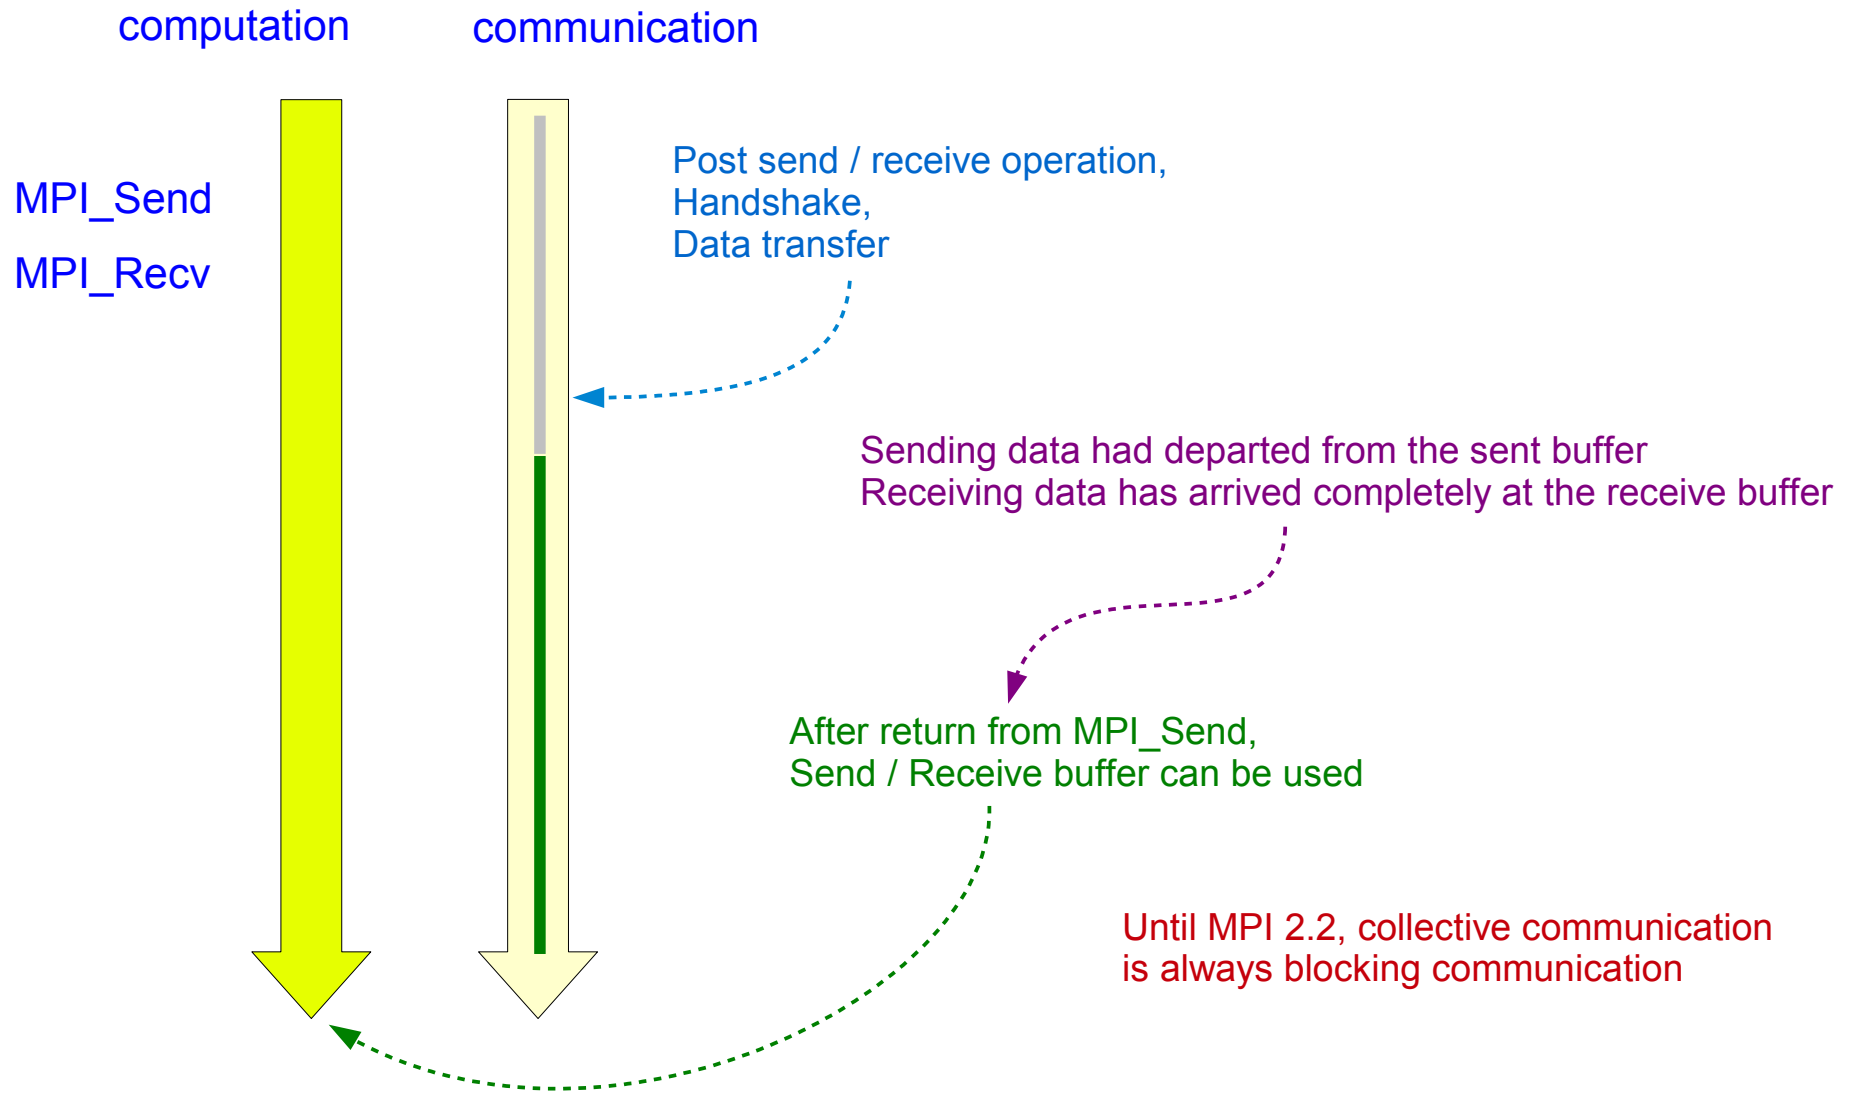 computation
communication
MPI_Send
MPI_Recv
Post send / receive operation,
Handshake,
Data transfer
Sending data had departed from the sent buffer
Receiving data has arrived completely at the receive buffer
After return from MPI_Send,
Send / Receive buffer can be used
Until MPI 2.2, collective communication
is always blocking communication